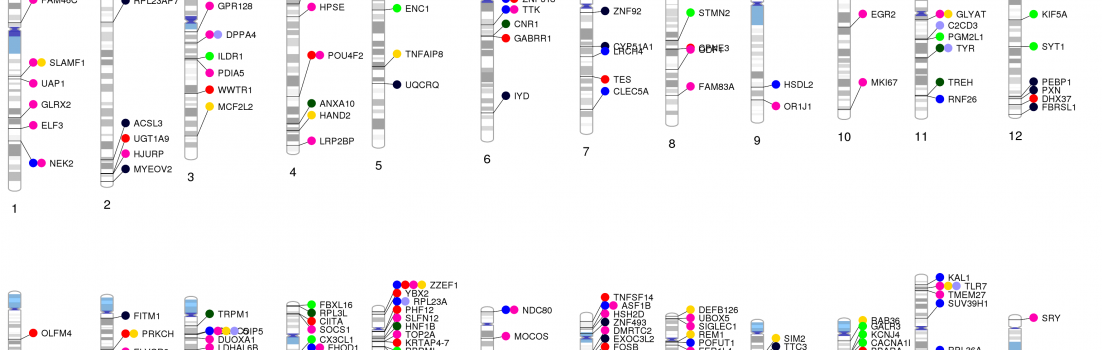 FAM46C
SLAMF1
UAP1
GLRX2
ELF3
NEK2
1
RPL23AP7
ACSL3
UGT1A9
HJURP
MYEOV2
2
GPR128
DPPA4
ILDR1
PDIA5
WWTR1
MCF2L2
3
HPSE
POU4F2
ANXA10
HAND2
LRP2BP
4
ENC1
TNFAIP8
UQCRQ
5
TTK
CNR1
GABRR1
IYD
6
ZNF92
CYP51A1
LRCH4
TES
CLEC5A
7
STMN2
FAM83A
8
HSDL2
OR1J1
9
EGR2
MKI67
10
GLYAT
C2CD3
PGM2L1
TYR
TREH
RNF26
11
KIF5A
SYT1
PEBP1
PXN
DHX37
FBRSL1
12
OLFM4
FITM1
PRKCH
TRPM1
DUOXA1
LDHAL6B
FBXL16
RPL3L
CIITA
SOCS1
CX3CL1
EHOD1
ZZEF1
YBX2
RPL23A
PHF12
SLFN12
HNF1B
TOP2A
KRTAP4-7
NDC80
MOCOS
TNFSF14
ASF1B
HSH2D
ZNF493
DMRTC2
EXOC3L2
FOSB
DEFB126
UBOX5
SIGLEC1
REM1
POFUT1
SIM2
TTC3
RAB36
GALR3
KCNJ4
CACNA1I
KAL1
TLR7
TMEM27
SUV39H1
SRY